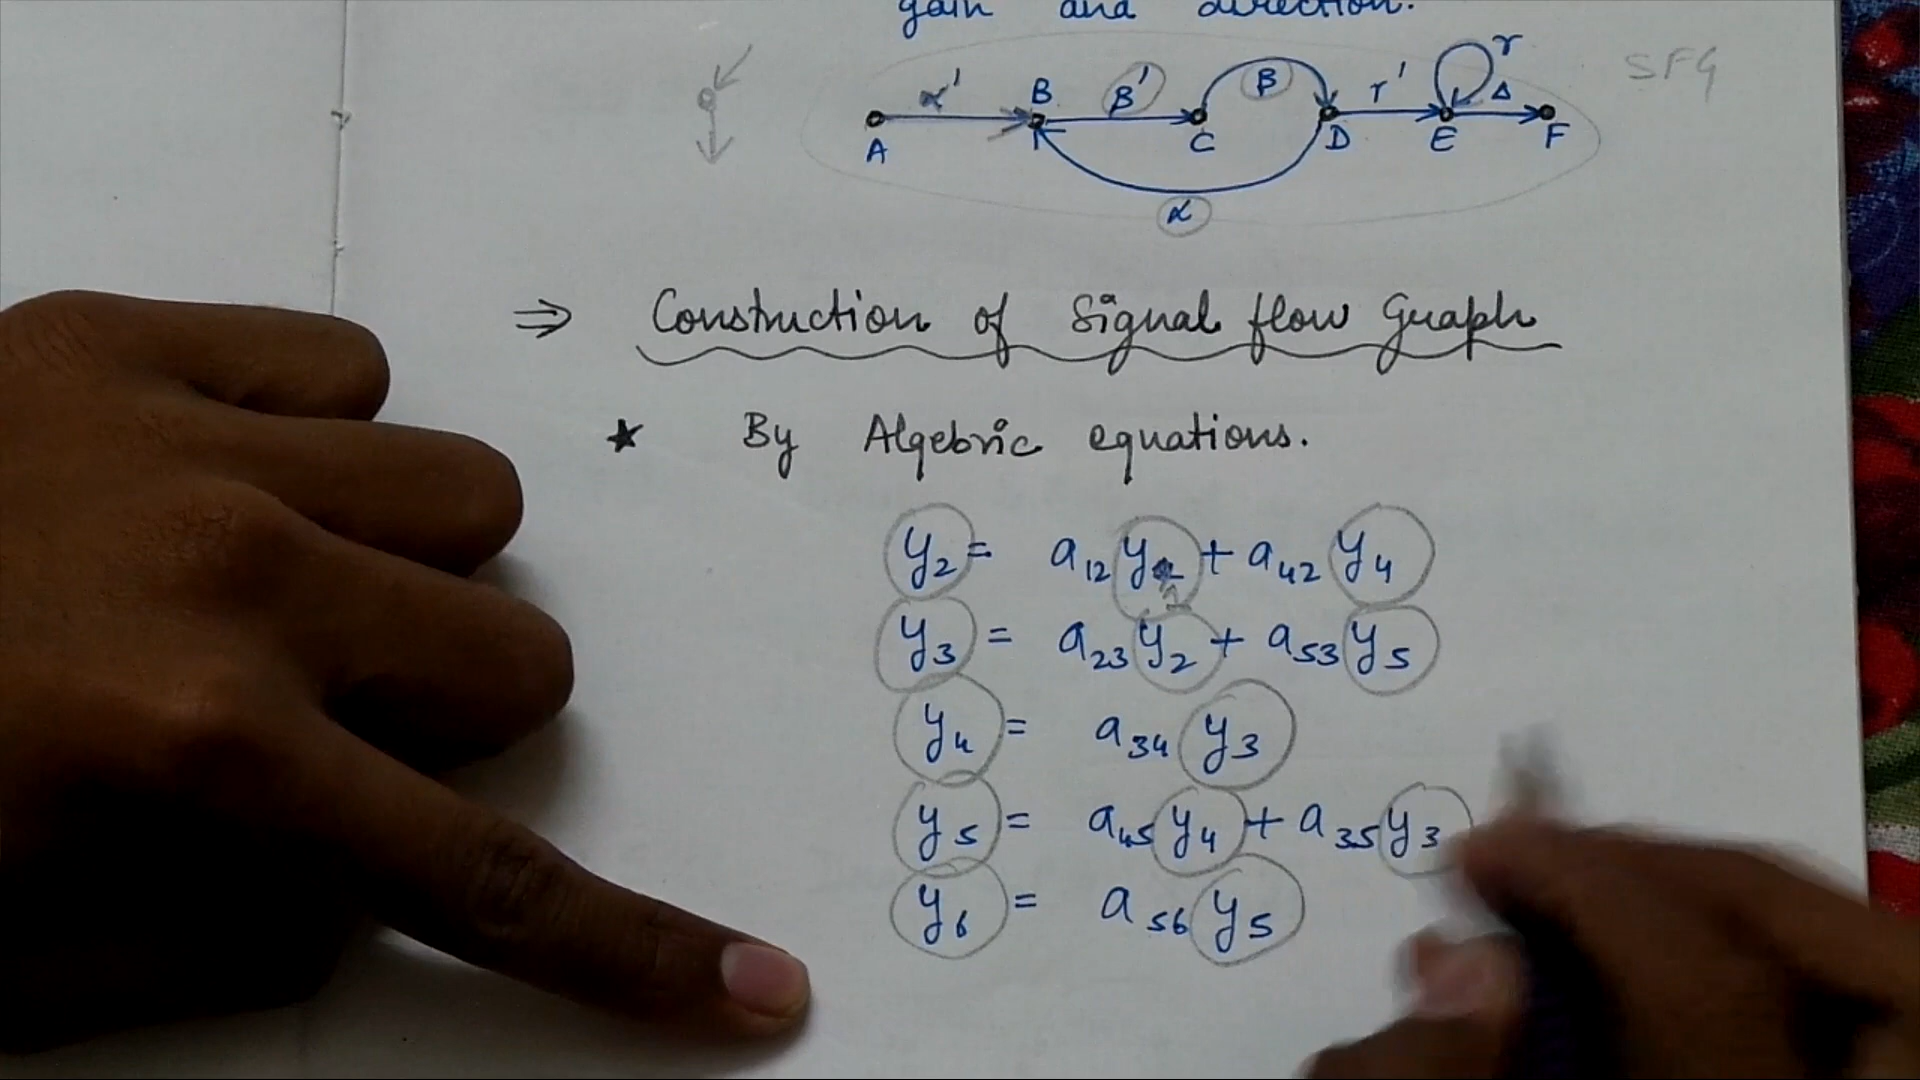 gain and direction.
α' B β' β γ' γ Δ SFG
A C D E F
α
⇒ Construction of Signal flow Graph
★ By Algebric equations.
y₂ = a₁₂ y₁ + a₄₂ y₄
y₃ = a₂₃ y₂ + a₅₃ y₅
y₄ = a₃₄ y₃
y₅ = a₄₅ y₄ + a₃₅ y₃
y₆ = a₅₆ y₅